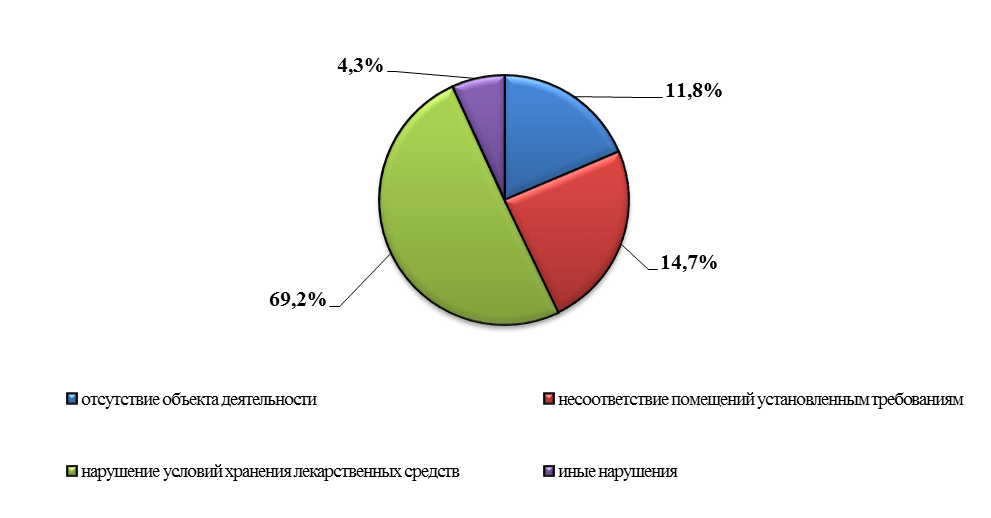 4,3%
11,8%
14,7%
69,2%
отсутствие объекта деятельности
несоответствие помещений установленным требованиям
нарушение условий хранения лекарственных средств
иные нарушения